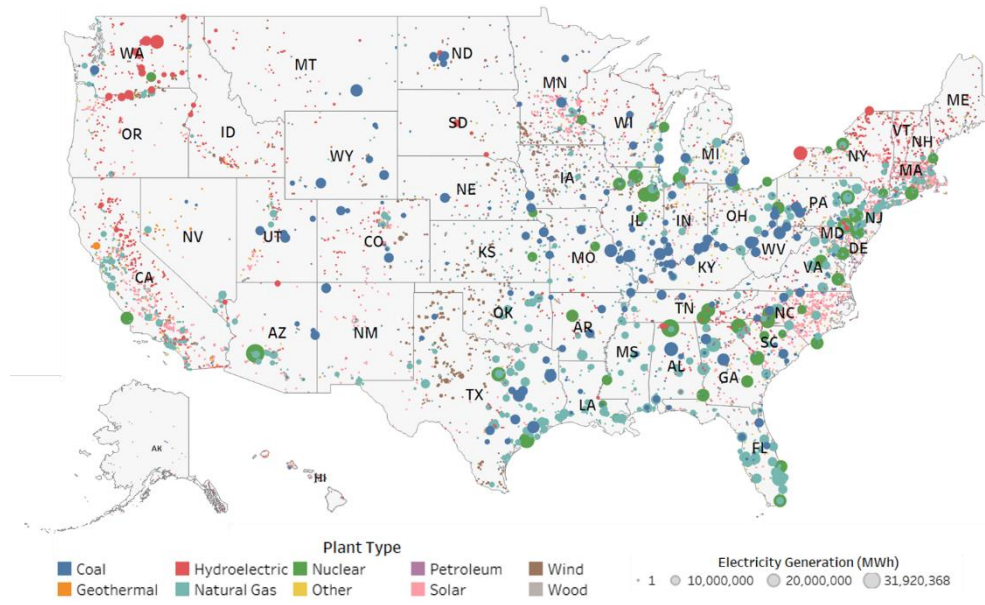 WA
ND
MT
MN
ME
OR
ID
SD
WI
VT
NH
MI
NY
WY
MA
IA
NE
PA
NV
UT
IL
IN
OH
NJ
CO
MD
DE
WV
KS
MO
KY
VA
CA
TN
NC
OK
AZ
NM
AR
SC
MS
AL
GA
TX
LA
FL
AK
HI
Plant Type
Coal Hydroelectric Nuclear Petroleum Wind
Geothermal Natural Gas Other Solar Wood
Electricity Generation (MWh)
1 10,000,000 20,000,000 31,920,368